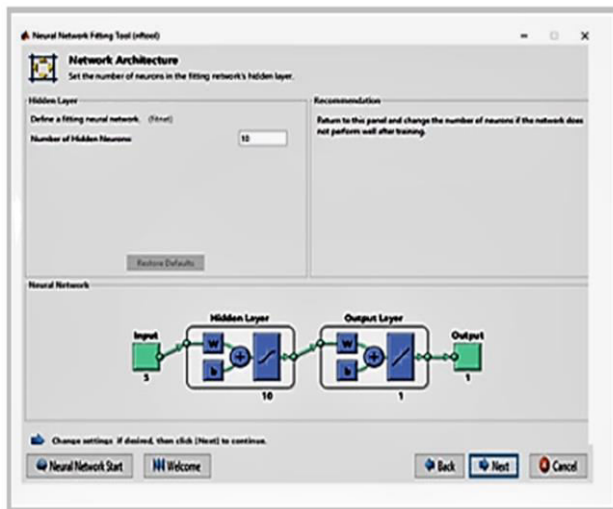 Neural Network Fitting Tool (nftool)
Network Architecture
Set the number of neurons in the fitting network's hidden layer.
Hidden Layer
Define a fitting neural network. (fitnet)
Number of Hidden Neurons:
10
Restore Defaults
Recommendation
Return to this panel and change the number of neurons if the network does
not perform well after training.
Neural Network
Hidden Layer
Output Layer
Input
W
b
W
b
Output
5
10
1
1
Change settings if desired, then click [Next] to continue.
Neural Network Start
Welcome
Back
Next
Cancel